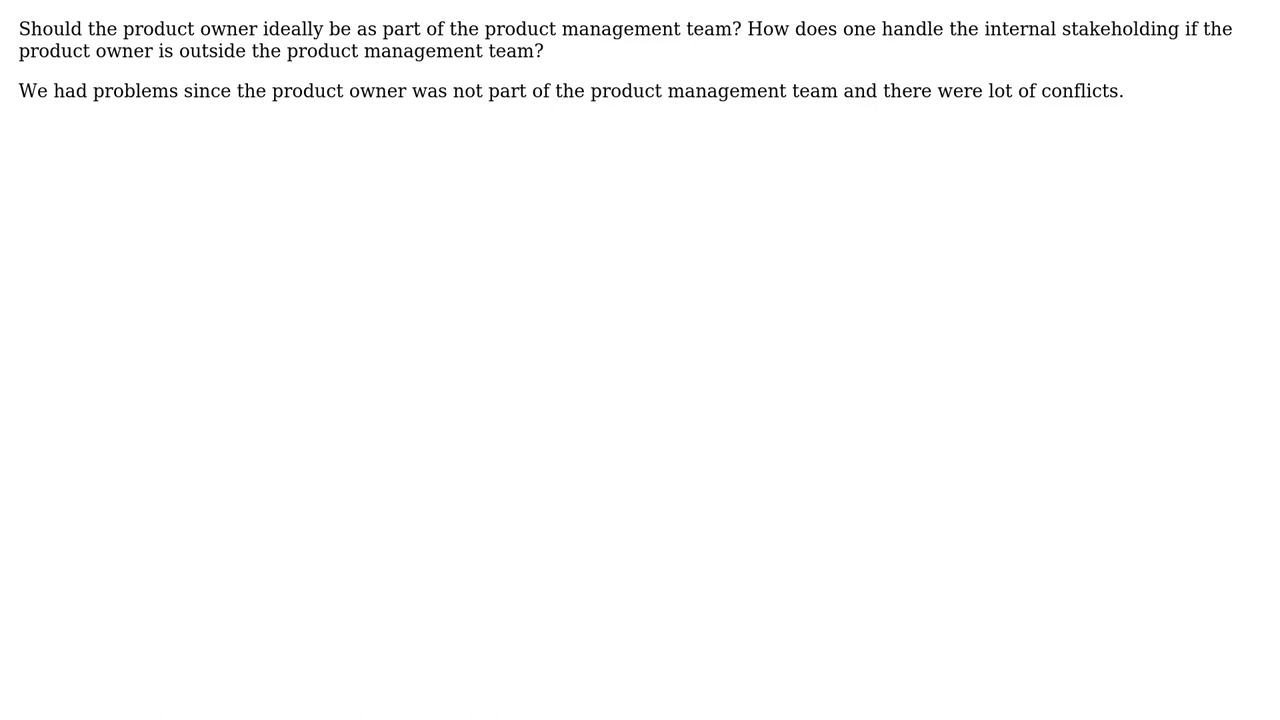 Should the product owner ideally be as part of the product management team? How does one handle the internal stakeholding if the
product owner is outside the product management team?
We had problems since the product owner was not part of the product management team and there were lot of conflicts.